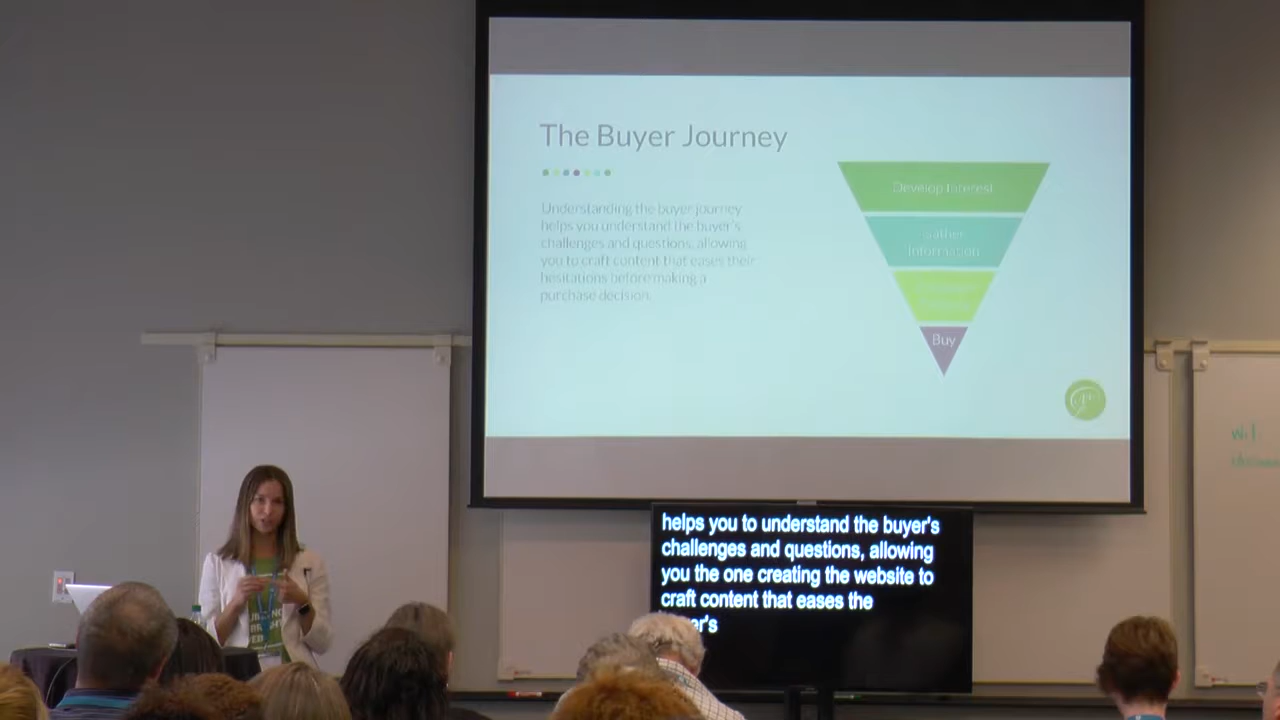 The Buyer Journey
Understanding the buyer journey
helps you understand the buyer's
challenges and questions, allowing
you to craft content that eases their
hesitations before making a
purchase decision.
Develop Interest
Gather
Information
Buy
helps you to understand the buyer's
challenges and questions, allowing
you the one creating the website to
craft content that eases the